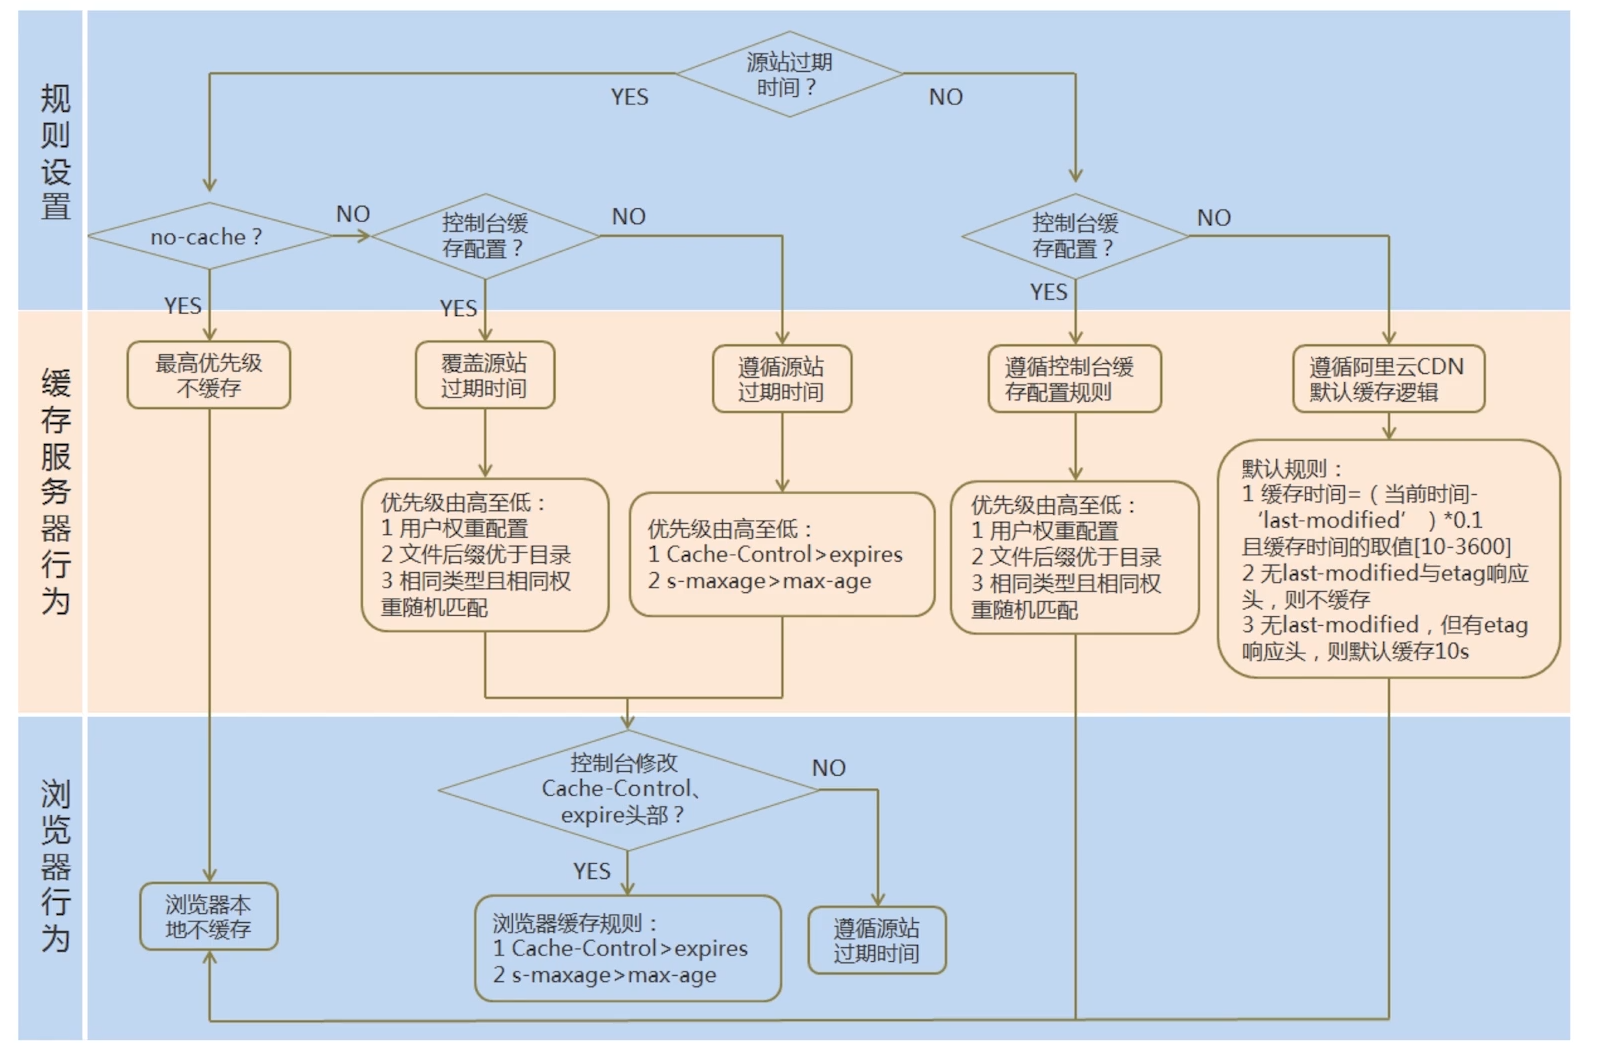 规则设置
源站过期
时间？
YES
NO
no-cache？
NO
控制台缓
存配置？
NO
控制台缓
存配置？
NO
YES
YES
YES
缓存服务器行为
最高优先级
不缓存
覆盖源站
过期时间
遵循源站
过期时间
遵循控制台缓
存配置规则
遵循阿里云CDN
默认缓存逻辑
优先级由高至低：
1 用户权重配置
2 文件后缀优于目录
3 相同类型且相同权
重随机匹配
优先级由高至低：
1 Cache-Control>expires
2 s-maxage>max-age
优先级由高至低：
1 用户权重配置
2 文件后缀优于目录
3 相同类型且相同权
重随机匹配
默认规则：
1 缓存时间=（当前时间-
‘last-modified’）*0.1
且缓存时间的取值[10-3600]
2 无last-modified与etag响应
头，则不缓存
3 无last-modified，但有etag
响应头，则默认缓存10s
浏览器行为
控制台修改
Cache-Control、
expire头部？
NO
YES
浏览器本
地不缓存
浏览器缓存规则：
1 Cache-Control>expires
2 s-maxage>max-age
遵循源站
过期时间